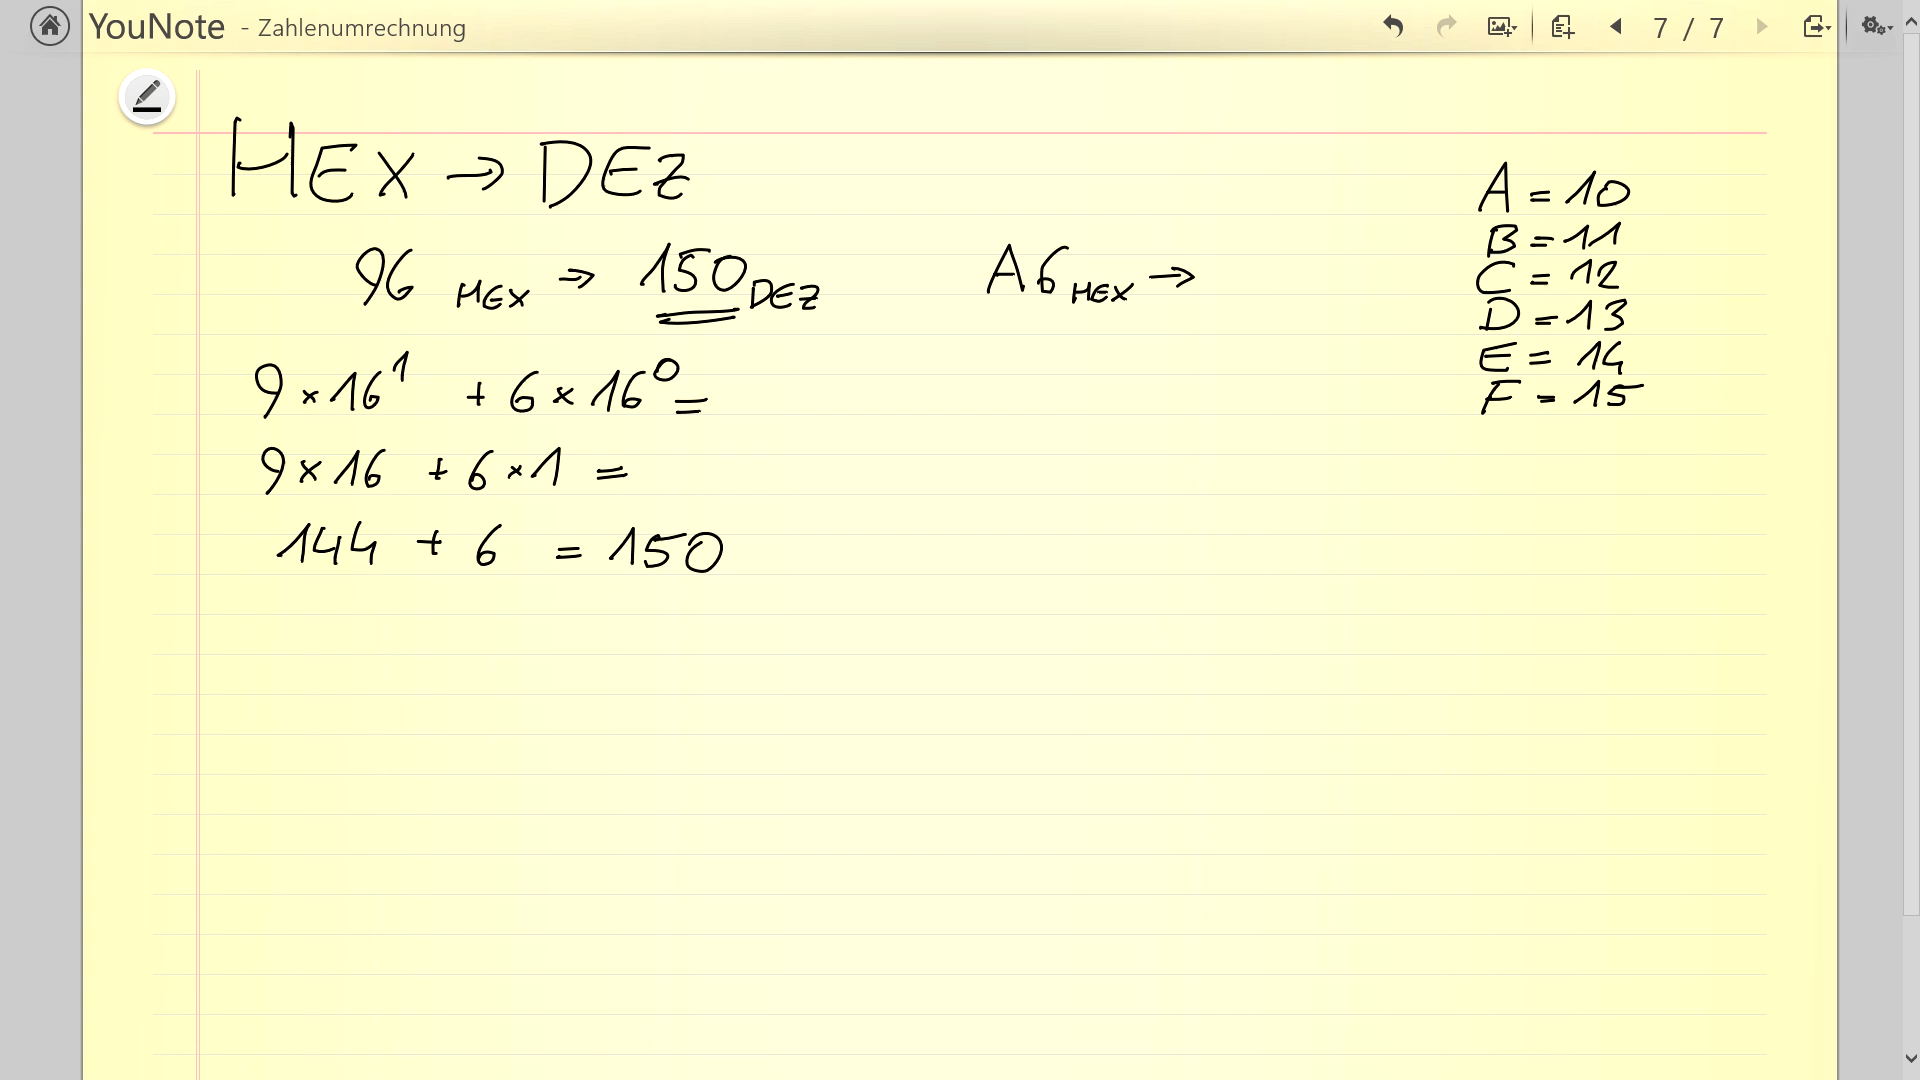 YouNote - Zahlenumrechnung
7 / 7
HEX → DEZ
96 HEX → 150 DEZ
9 × 16¹ + 6 × 16⁰ =
9 × 16 + 6 × 1 =
144 + 6 = 150
A6 HEX →
A = 10
B = 11
C = 12
D = 13
E = 14
F = 15